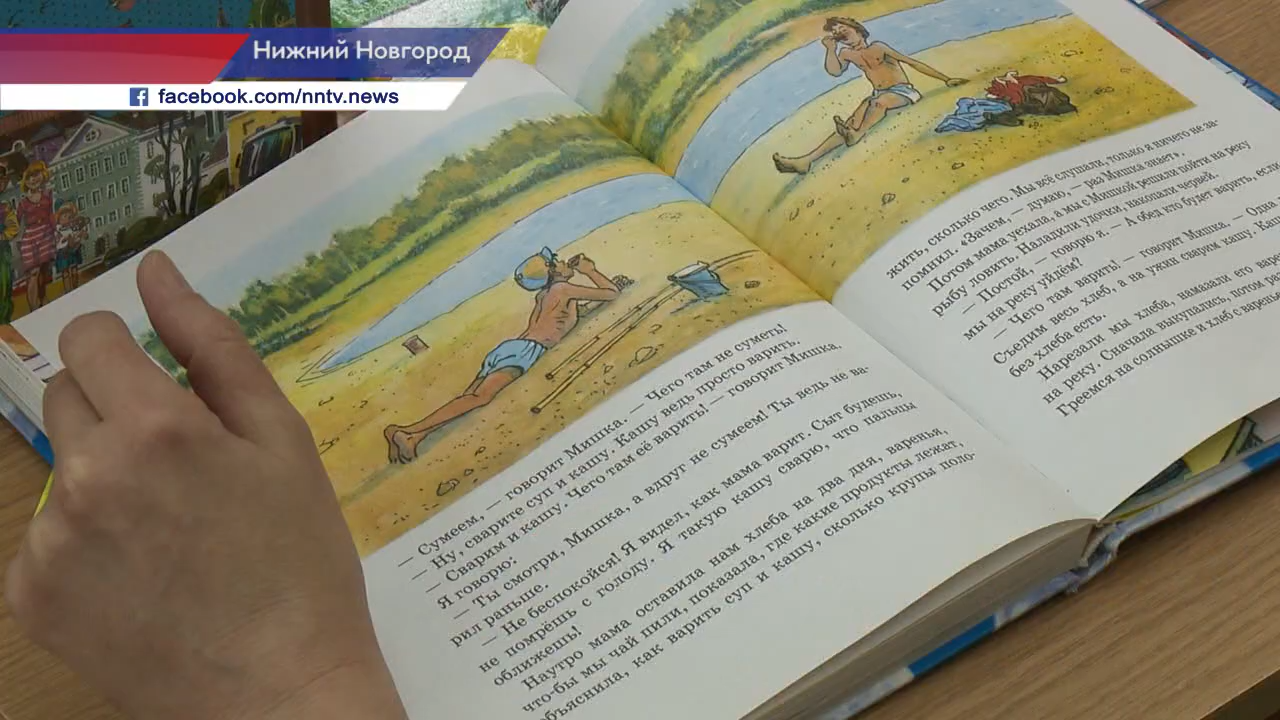 Нижний Новгород
facebook.com/nntv.news
— Сумеем, — говорит Мишка. — Чего там не суметь!
— Ну, сварите суп и кашу. Кашу ведь просто варить.
— Сварим и кашу. Чего там её варить! — говорит Мишка.
Я говорю:
— Ты смотри, Мишка, а вдруг не сумеем! Ты ведь не ва-
рил раньше.
— Не беспокойся! Я видел, как мама варит. Сыт будешь,
не помрёшь с голоду. Я такую кашу сварю, что пальцы
оближешь!
Наутро мама оставила нам хлеба на два дня, варенья,
что-бы мы чай пили, показала, где какие продукты лежат,
объяснила, как варить суп и кашу, сколько крупы поло-
жить, сколько чего. Мы всё слушали, только я ничего не за-
помнил. «Зачем, — думаю, — раз Мишка знает».
Потом мама уехала, а мы с Мишкой решили пойти на реку
рыбу ловить. Наладили удочки, накопали червей.
— Постой, — говорю я. — А обед кто будет варить, если
мы на реку уйдём?
— Чего там варить! — говорит Мишка. — Одна
Съедим весь хлеб, а на ужин сварим кашу.
без хлеба есть.
Нарезали мы хлеба, намазали его
на реку. Сначала выкупались, потом
Греемся на солнышке и хлеб с